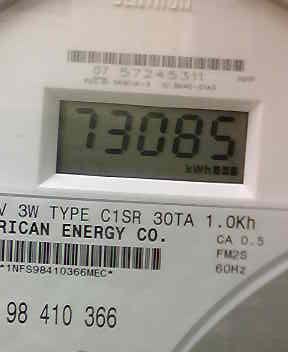 07 57245311
73085
kWh
V 3W TYPE C1SR 30TA 1.0Kh
RICAN ENERGY CO.
CA 0.5
FM2S
60Hz
*1NFS98410366MEC*
98 410 366